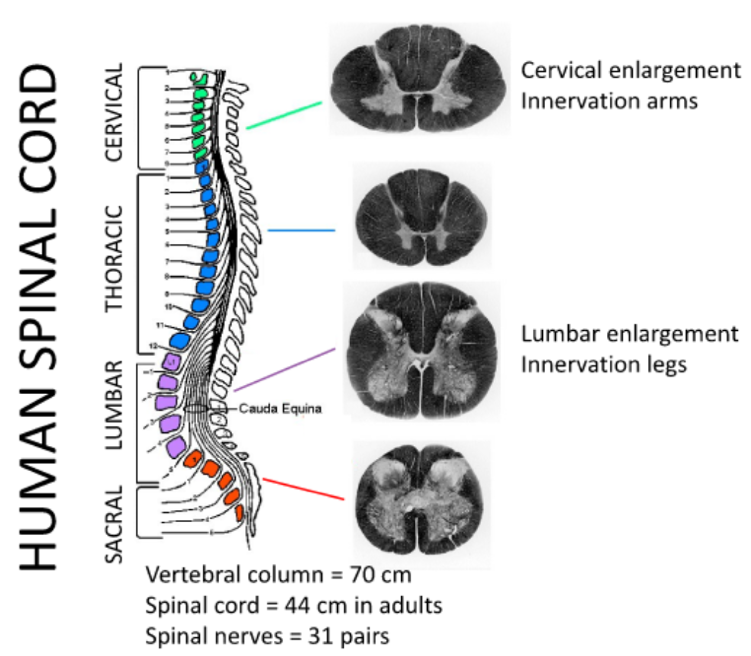 HUMAN SPINAL CORD
CERVICAL
THORACIC
LUMBAR
SACRAL
Cervical enlargement
Innervation arms
Lumbar enlargement
Innervation legs
Cauda Equina
Vertebral column = 70 cm
Spinal cord = 44 cm in adults
Spinal nerves = 31 pairs